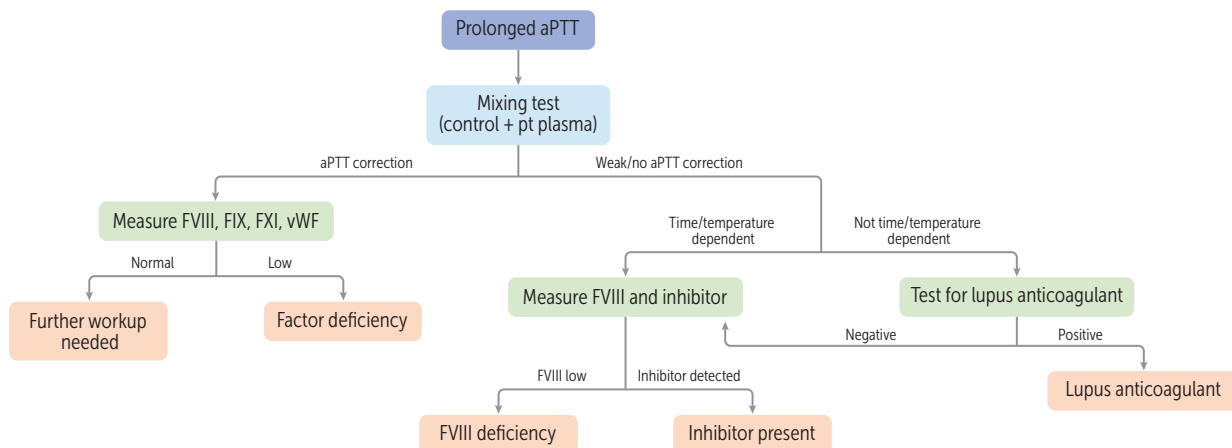 Prolonged aPTT
Mixing test
(control + pt plasma)
aPTT correction
Weak/no aPTT correction
Measure FVIII, FIX, FXI, vWF
Time/temperature
dependent
Not time/temperature
dependent
Normal
Low
Measure FVIII and inhibitor
Test for lupus anticoagulant
Further workup
needed
Factor deficiency
Negative
Positive
FVIII low
Inhibitor detected
Lupus anticoagulant
FVIII deficiency
Inhibitor present